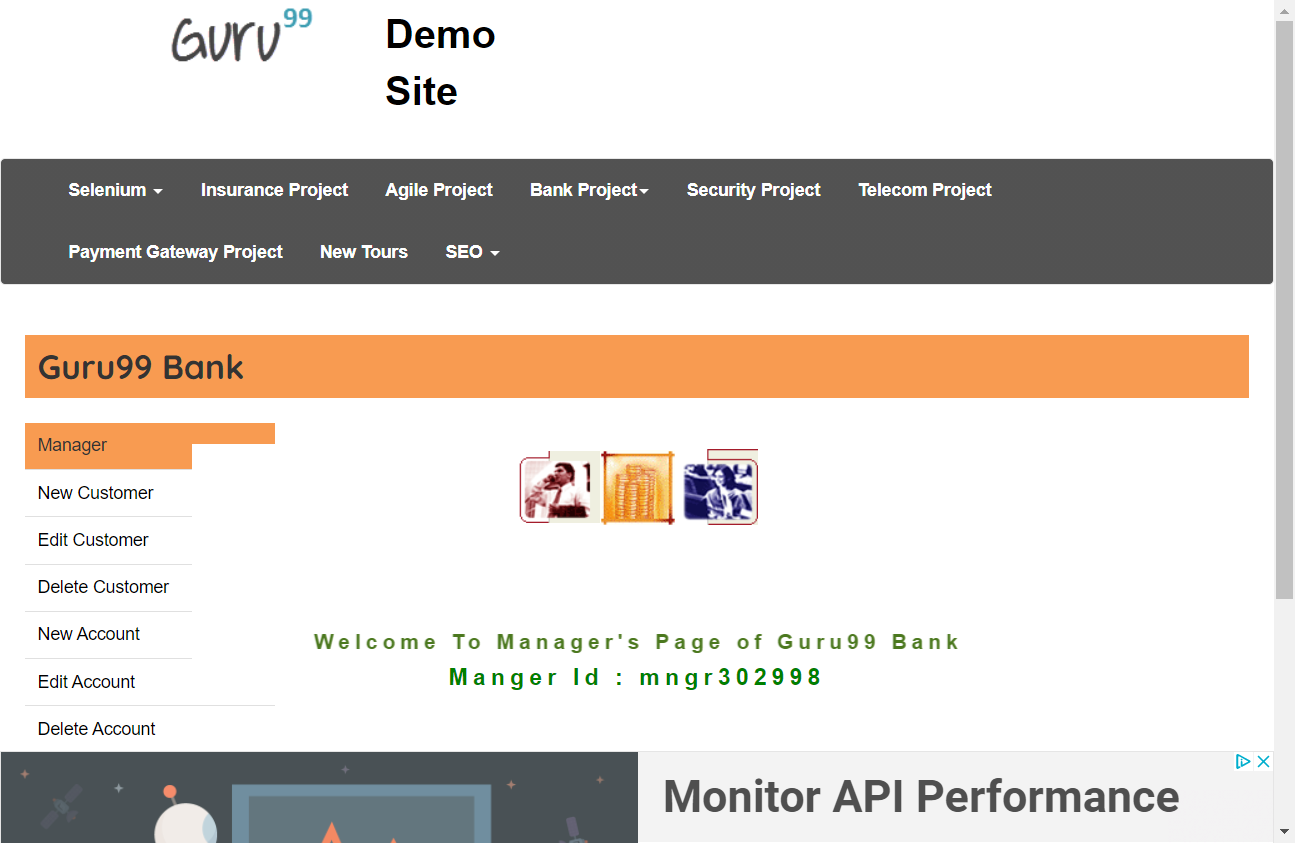 Guru99
Demo
Site
Selenium Insurance Project Agile Project Bank Project Security Project Telecom Project
Payment Gateway Project New Tours SEO
Guru99 Bank
Manager
New Customer
Edit Customer
Delete Customer
New Account
Edit Account
Delete Account
Welcome To Manager's Page of Guru99 Bank
Manger Id : mngr302998
Monitor API Performance